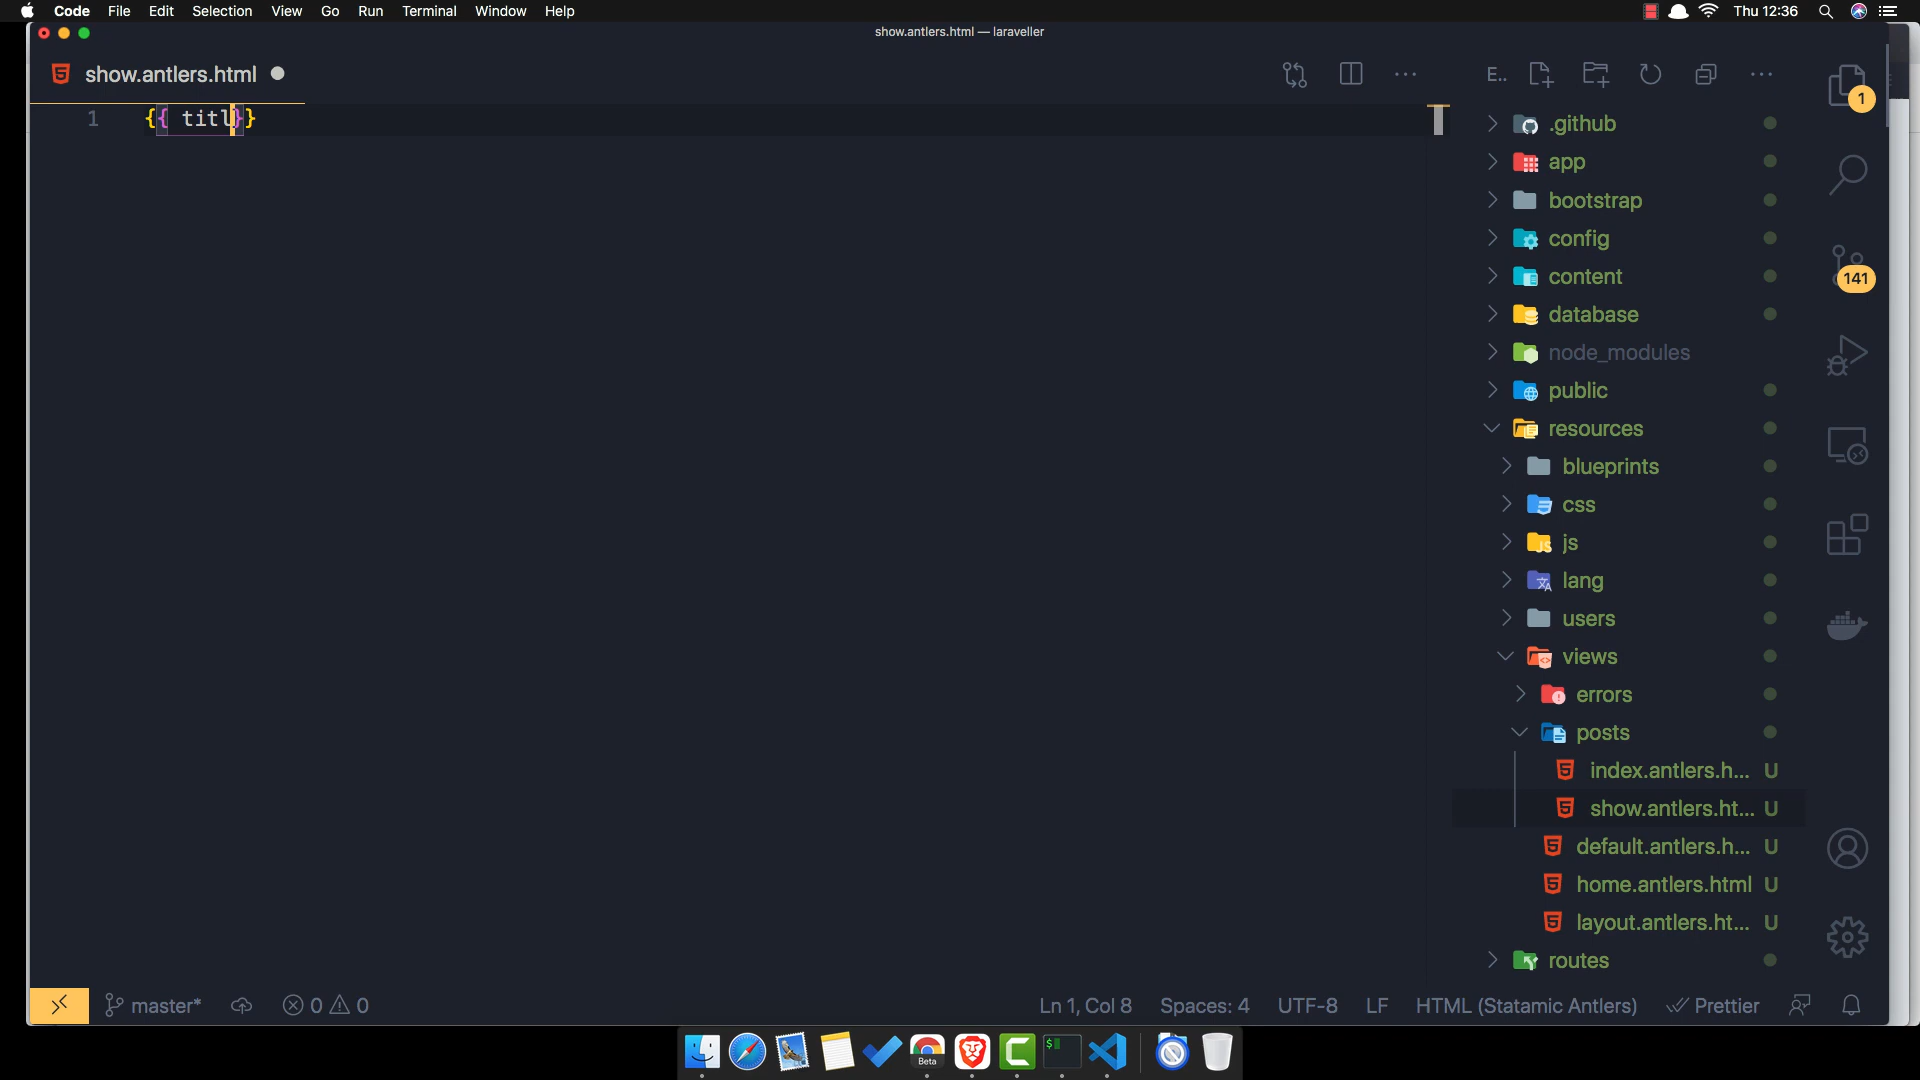 Code File Edit Selection View Go Run Terminal Window Help Thu 12:36
show.antlers.html — laraveller
show.antlers.html E..
1 {{ titl}}
1
.github
app
bootstrap
config
content
141
database
node_modules
public
resources
blueprints
css
js
lang
users
views
errors
posts
index.antlers.h... U
show.antlers.ht... U
default.antlers.h... U
home.antlers.html U
layout.antlers.ht... U
routes
master* 0 0 Ln 1, Col 8 Spaces: 4 UTF-8 LF HTML (Statamic Antlers) Prettier
Beta
$